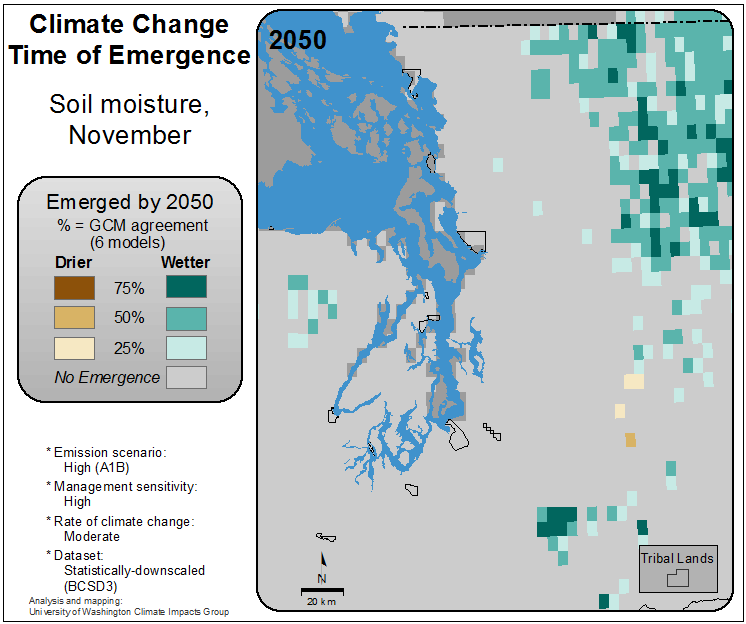 Climate Change
Time of Emergence
Soil moisture,
November
Emerged by 2050
% = GCM agreement
(6 models)
Drier Wetter
75%
50%
25%
No Emergence
* Emission scenario:
High (A1B)
* Management sensitivity:
High
* Rate of climate change:
Moderate
* Dataset:
Statistically-downscaled
(BCSD3)
Analysis and mapping:
University of Washington Climate Impacts Group
2050
N
20 km
Tribal Lands